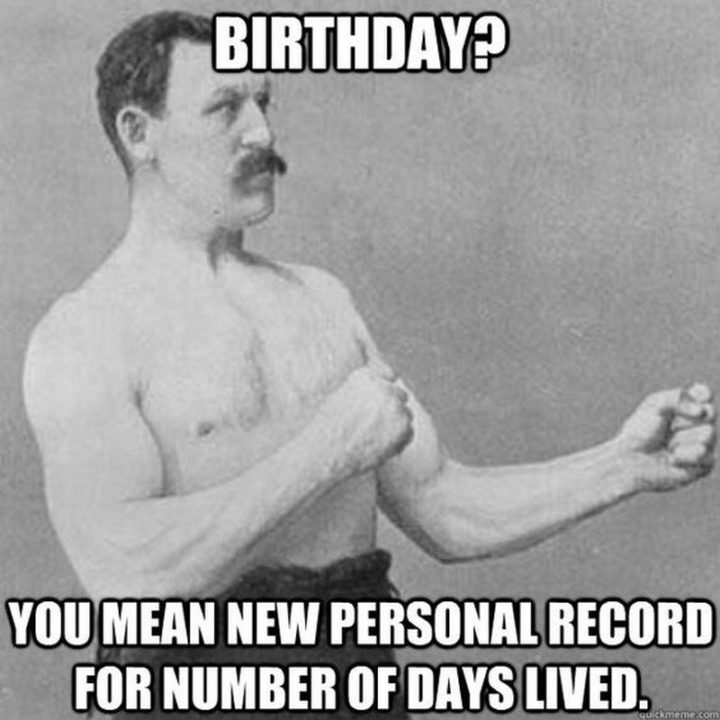 BIRTHDAY?
YOU MEAN NEW PERSONAL RECORD
FOR NUMBER OF DAYS LIVED.
quickmeme.com